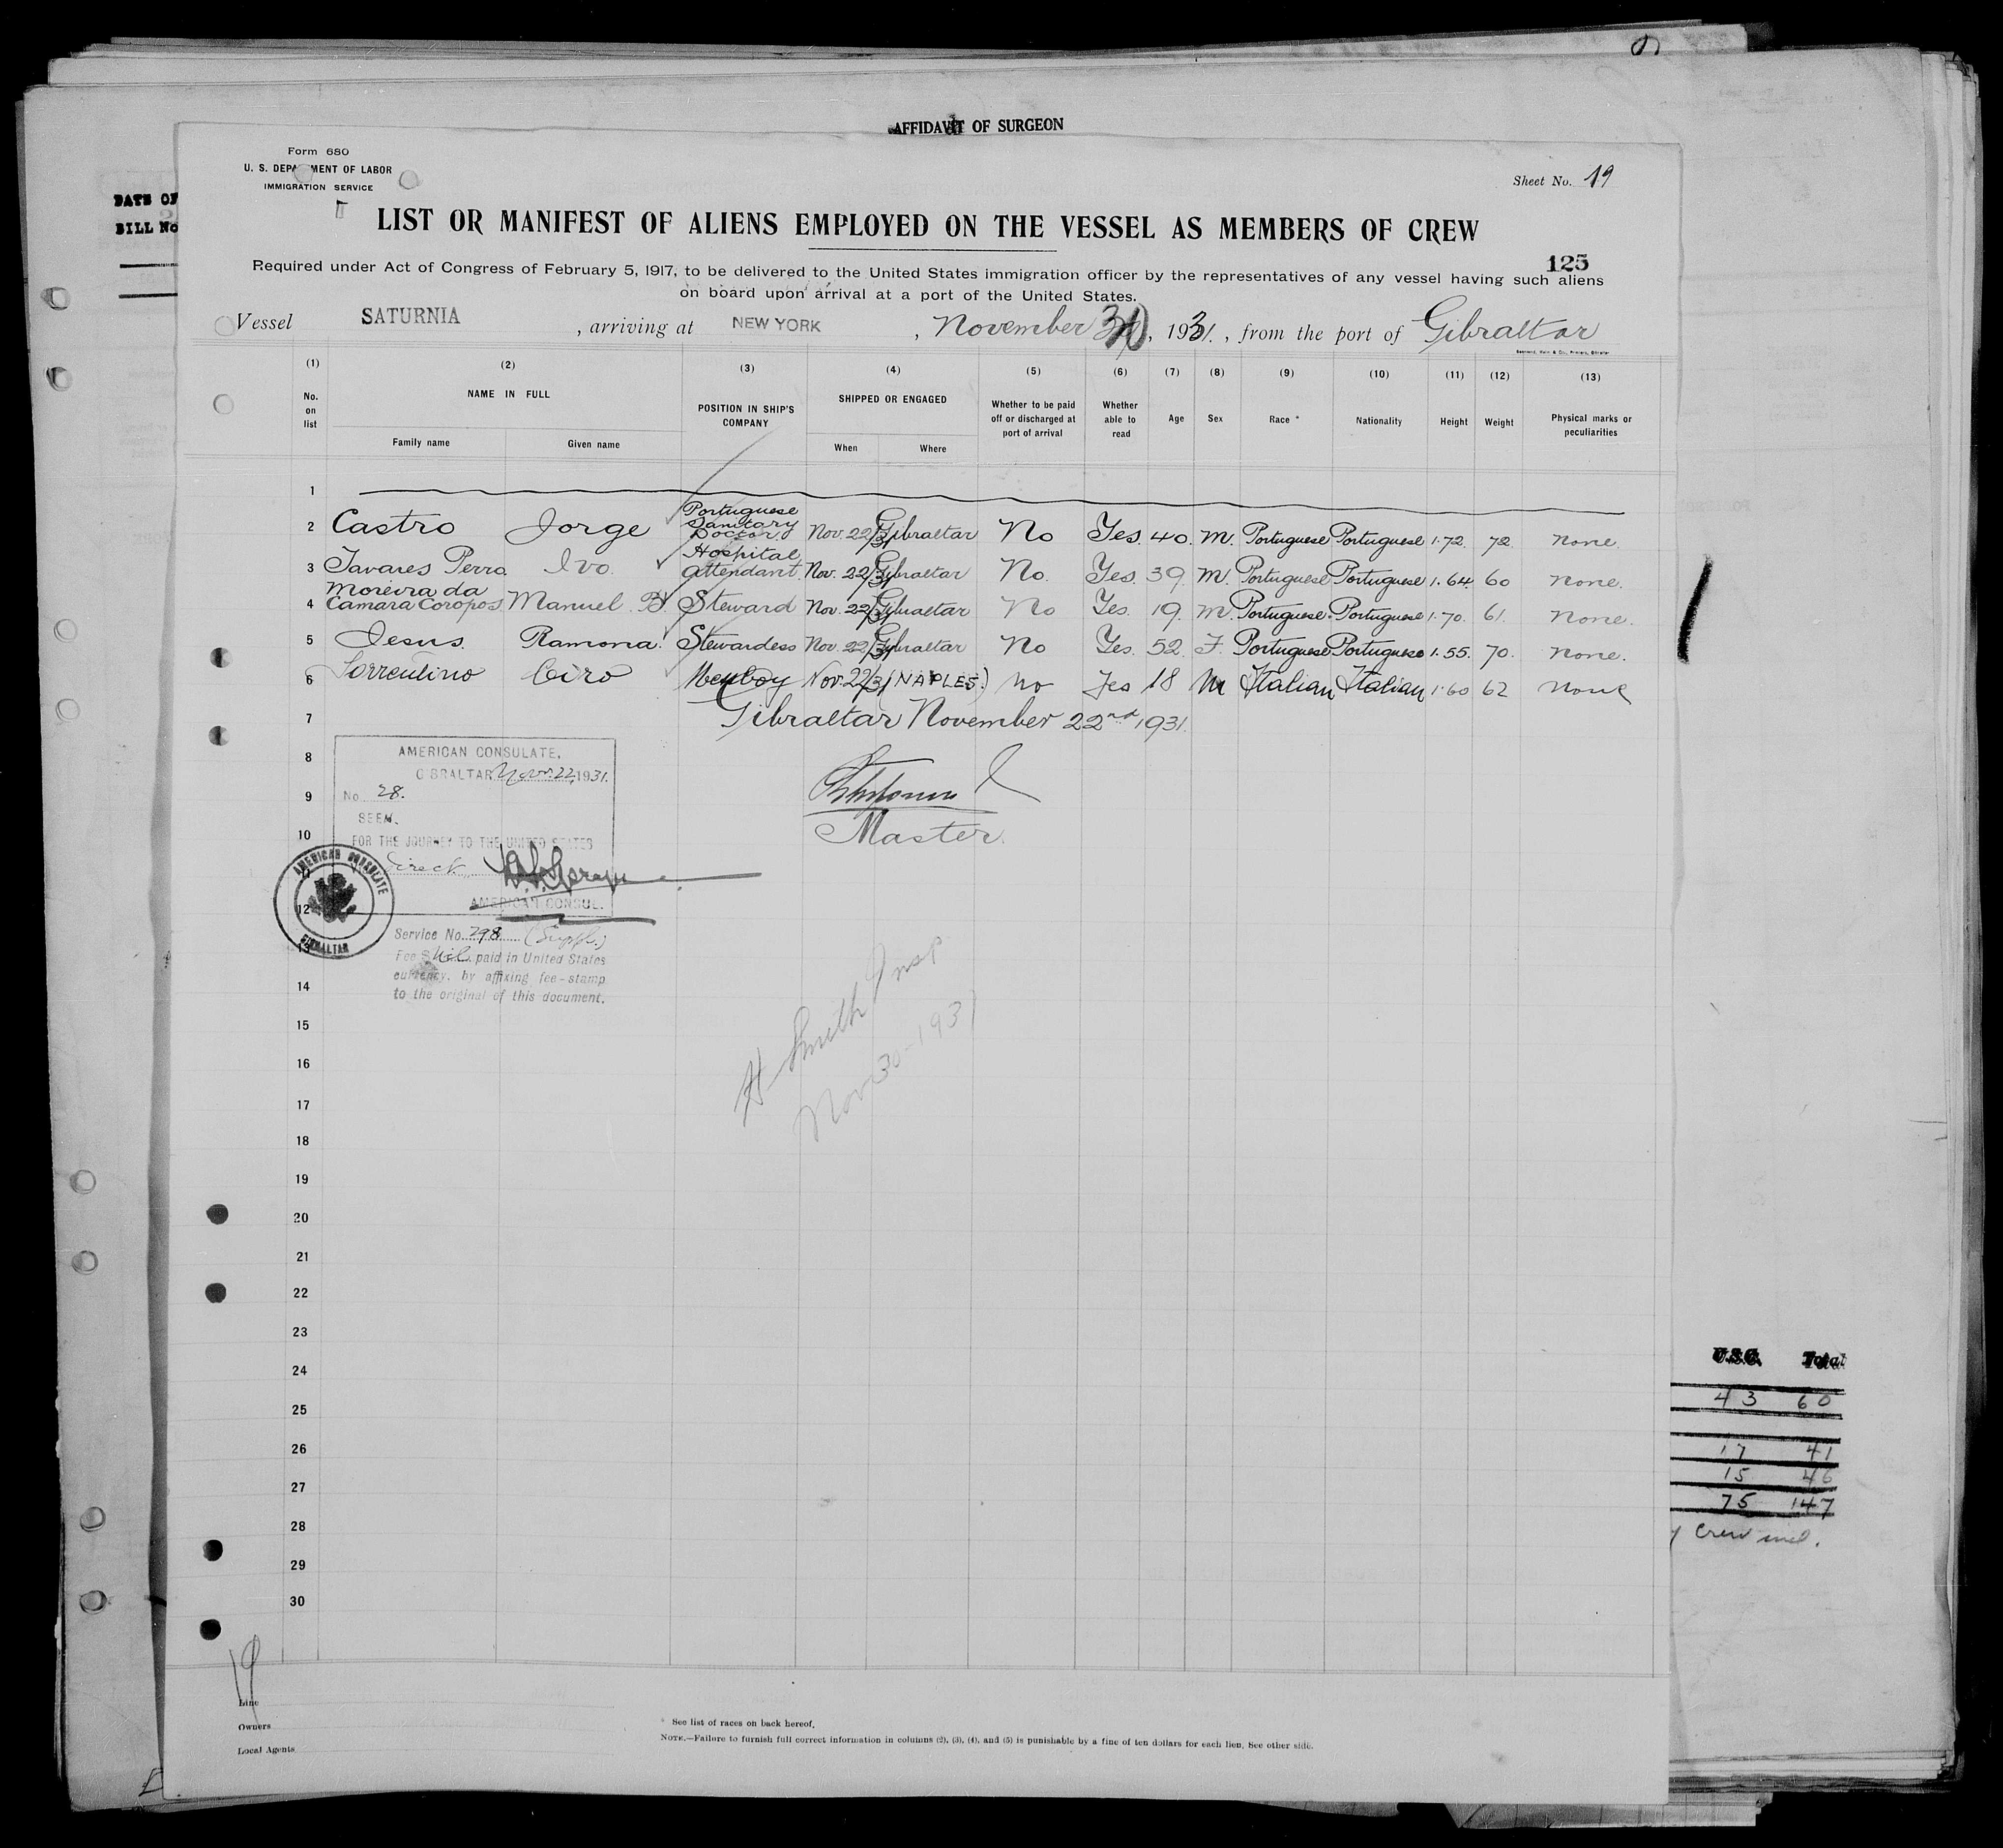 AFFIDAVIT OF SURGEON
Form 680
U. S. DEPARTMENT OF LABOR
IMMIGRATION SERVICE
Sheet No. 19
DATE OF
BILL No
LIST OR MANIFEST OF ALIENS EMPLOYED ON THE VESSEL AS MEMBERS OF CREW
125
Required under Act of Congress of February 5, 1917, to be delivered to the United States immigration officer by the representatives of any vessel having such aliens
on board upon arrival at a port of the United States.
Vessel SATURNIA, arriving at NEW YORK, November 30, 1931., from the port of Gibraltar
(1) (2) (3) (4) (5) (6) (7) (8) (9) (10) (11) (12) (13)
No. on list
NAME IN FULL
Family name Given name
POSITION IN SHIP'S COMPANY
SHIPPED OR ENGAGED
When Where
Whether to be paid off or discharged at port of arrival
Whether able to read
Age Sex Race * Nationality Height Weight
Physical marks or peculiarities
1
2 Castro Jorge Portuguese Sanitary Doctor Nov. 22/31 Gibraltar No Yes. 40. M. Portuguese Portuguese 1.72. 72. none.
3 Tavares Perro Ivo. Hospital attendant. Nov. 22/31 Gibraltar No. Yes. 39. M. Portuguese Portuguese 1.64. 60 none.
4 Moreira da Camara Coropos Manuel B. Steward Nov. 22/31 Gibraltar No Yes. 19. M. Portuguese. Portuguese 1.70. 61. none.
5 Jesus. Ramona. Stewardess Nov. 22/31 Gibraltar No Yes. 52. F. Portuguese Portuguese 1.55. 70. none.
6 Sorrentino Ciro Messboy Nov. 22/31 (NAPLES.) no Yes 18 M Italian Italian 1.60 62 none
7 Gibraltar November 22nd 1931.
8
9
10
Master.
AMERICAN CONSULATE,
GIBRALTAR Nov. 22, 1931.
No. 28.
SEEN.
FOR THE JOURNEY TO THE UNITED STATES
direct
AMERICAN CONSUL.
AMERICAN CONSULATE
GIBRALTAR
12
13
Service No. 298 (Suppl.)
Fee $ Nil paid in United States
currency, by affixing fee-stamp
to the original of this document.
H Smith Insp
Nov 30-1931
14
15
16
17
18
19
20
21
22
23
24
25
26
27
28
29
30
U.S.C. Total
43 60
17 41
15 46
75 147
crew incl.
19
Line
Owners
Local Agents
* See list of races on back hereof.
NOTE.—Failure to furnish full correct information in columns (2), (3), (4), and (5) is punishable by a fine of ten dollars for each lien. See other side.